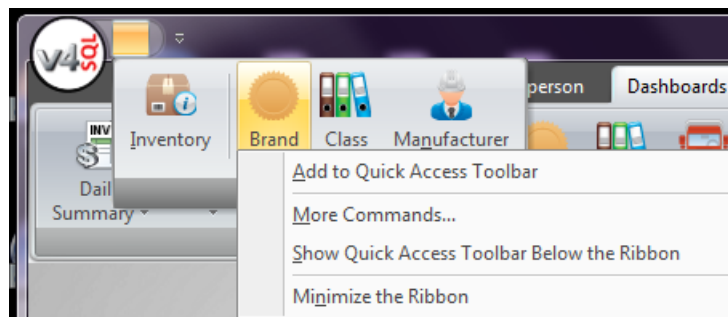 V4SQL
person
Dashboards
Inventory
Brand
Class
Manufacturer
INV
Dail
Summary
Add to Quick Access Toolbar
More Commands...
Show Quick Access Toolbar Below the Ribbon
Minimize the Ribbon